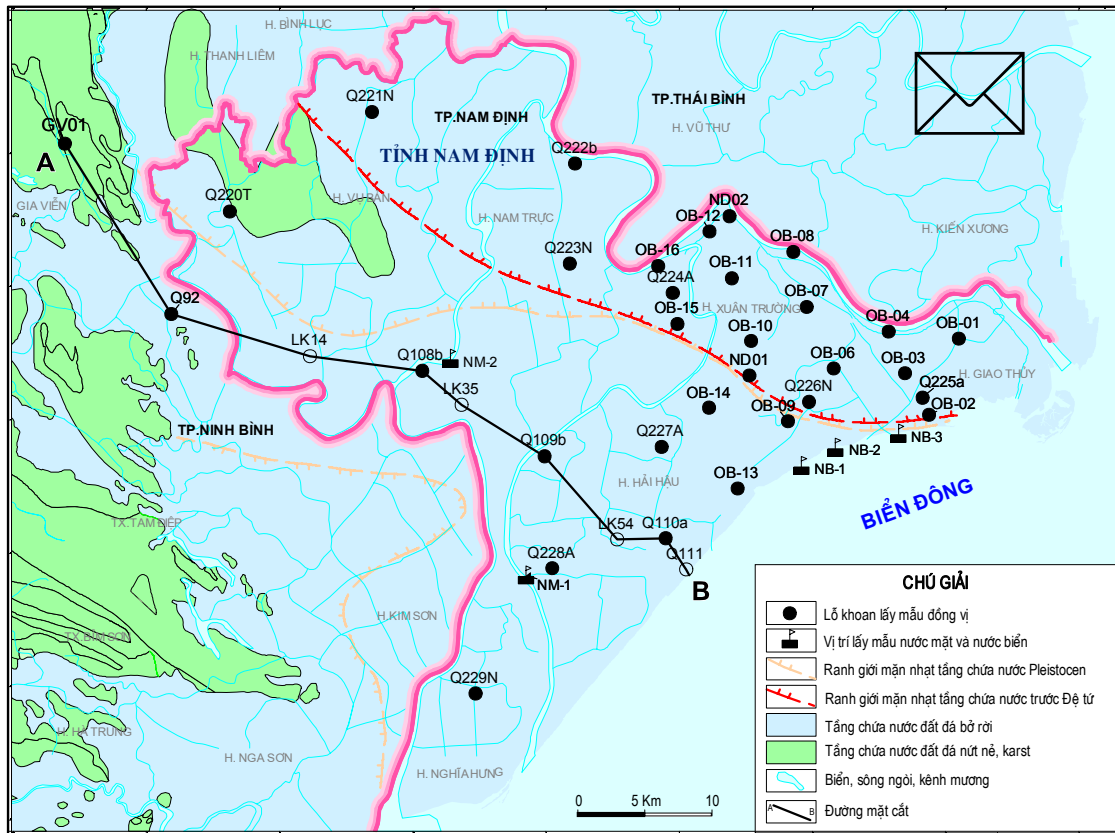 H. BÌNH LỤC
H. THANH LIÊM
Q221N
TP.NAM ĐỊNH
TP.THÁI BÌNH
H. VŨ THƯ
GV01
A
TỈNH NAM ĐỊNH
Q222b
GIA VIỄN
Q220T
H. VỤ BẢN
H. NAM TRỰC
ND02
OB-12
OB-08
H. KIẾN XƯƠNG
Q223N
OB-16
OB-11
Q224A
H. XUÂN TRƯỜNG
OB-07
Q92
OB-15
OB-10
OB-04
OB-01
LK14
Q108b
NM-2
ND01
OB-06
OB-03
H. GIAO THỦY
LK35
OB-14
Q226N
Q225a
OB-09
OB-02
TP.NINH BÌNH
Q109b
Q227A
NB-3
NB-2
NB-1
H. HẢI HẬU
OB-13
BIỂN ĐÔNG
TX.TAM ĐIỆP
LK54
Q110a
Q111
Q228A
NM-1
B
H.KIM SƠN
TX.BỈM SƠN
Q229N
H. HÀ TRUNG
H. NGA SƠN
H. NGHĨA HƯNG
0 5 Km 10
CHÚ GIẢI
Lỗ khoan lấy mẫu đồng vị
Vị trí lấy mẫu nước mặt và nước biển
Ranh giới mặn nhạt tầng chứa nước Pleistocen
Ranh giới mặn nhạt tầng chứa nước trước Đệ tứ
Tầng chứa nước đất đá bở rời
Tầng chứa nước đất đá nứt nẻ, karst
Biển, sông ngòi, kênh mương
A B Đường mặt cắt